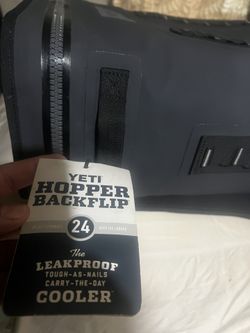 YETI
HOPPER
BACKFLIP
24
The
LEAKPROOF
TOUGH-AS-NAILS
CARRY-THE-DAY
COOLER